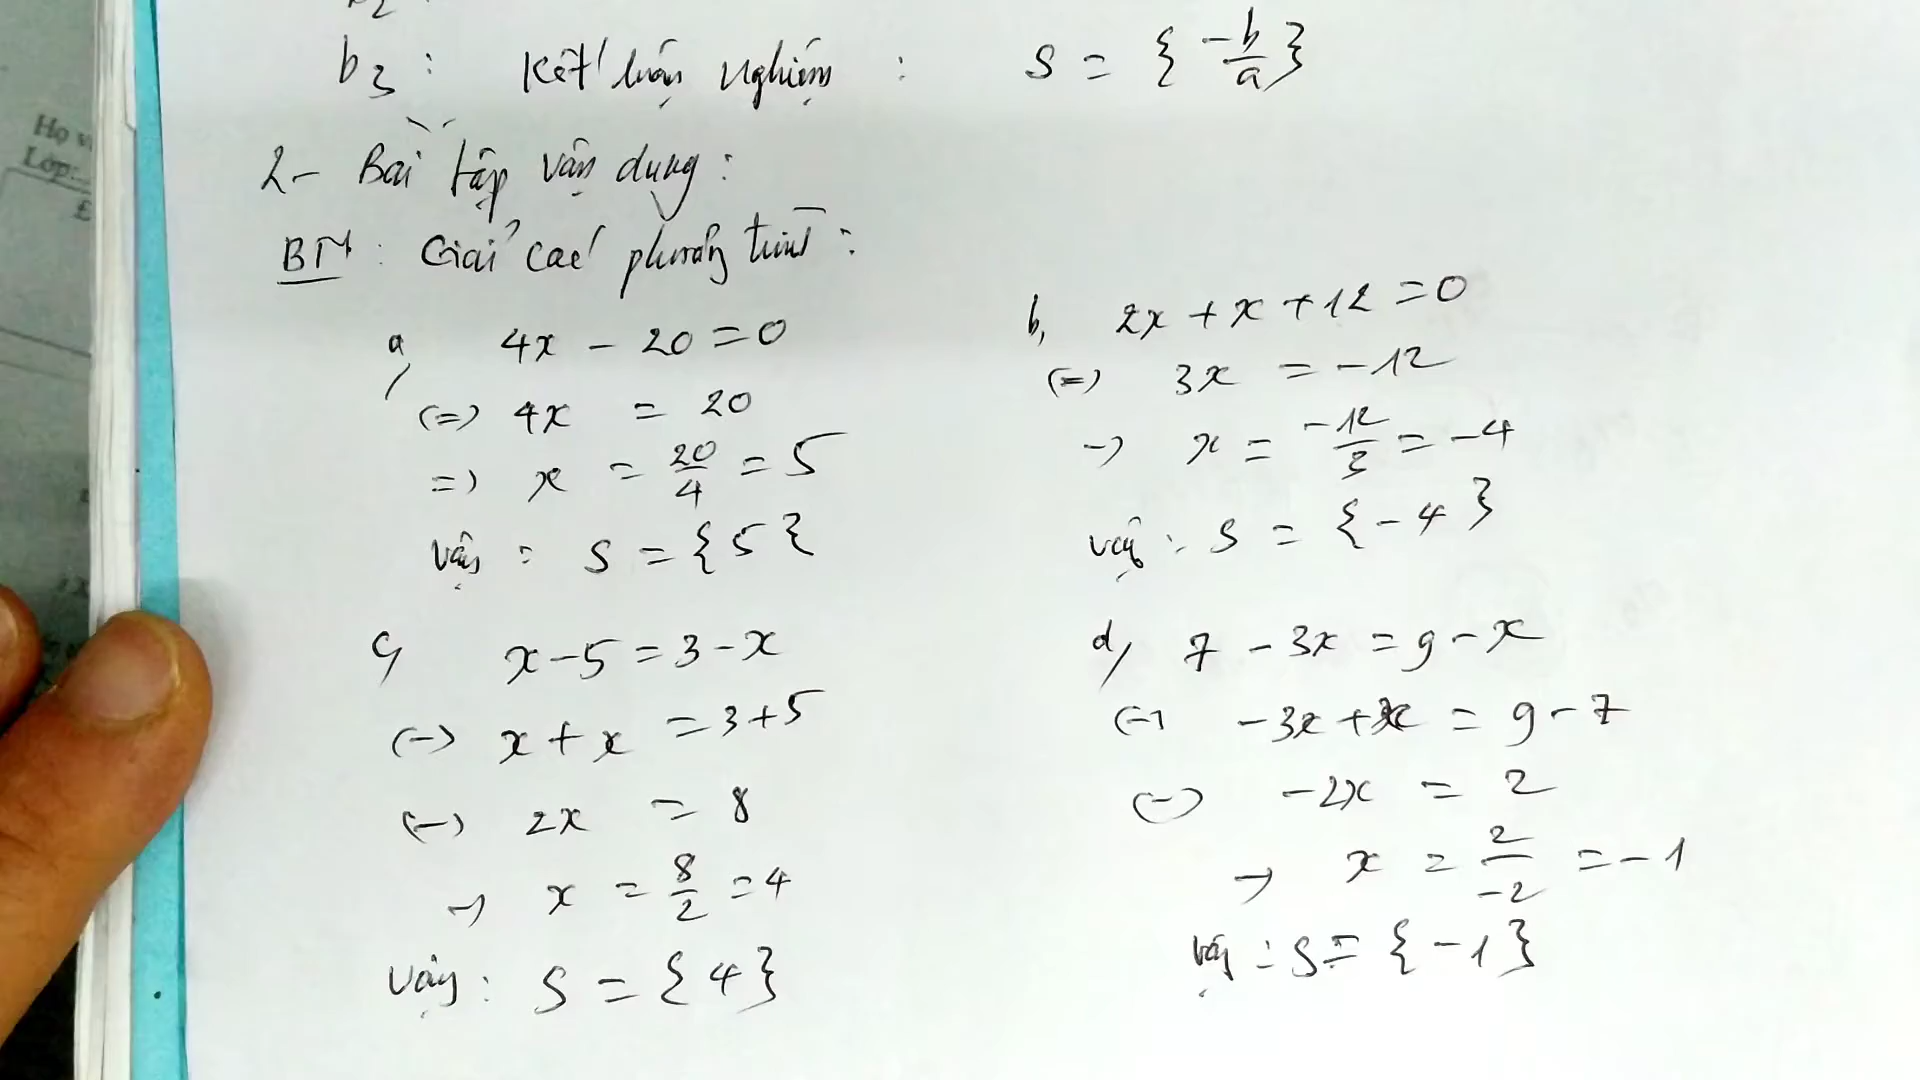 b3 : Kết luận nghiệm : S = { -b/a }
2- Bài tập vận dụng :
BT1 : Giải các phương trình :
a, 4x - 20 = 0
(=) 4x = 20
=) x = 20/4 = 5
Vậy : S = { 5 {
b, 2x + x + 12 = 0
(=) 3x = -12
-) x = -12/3 = -4
Vậy : S = { -4 }
c, x - 5 = 3 - x
(-) x + x = 3 + 5
(-) 2x = 8
-) x = 8/2 = 4
Vậy : S = { 4 }
d, 7 - 3x = 9 - x
(-) -3x + x = 9 - 7
(-) -2x = 2
-> x = 2/-2 = -1
Vậy : S = { -1 }
Họ v
Lớp: